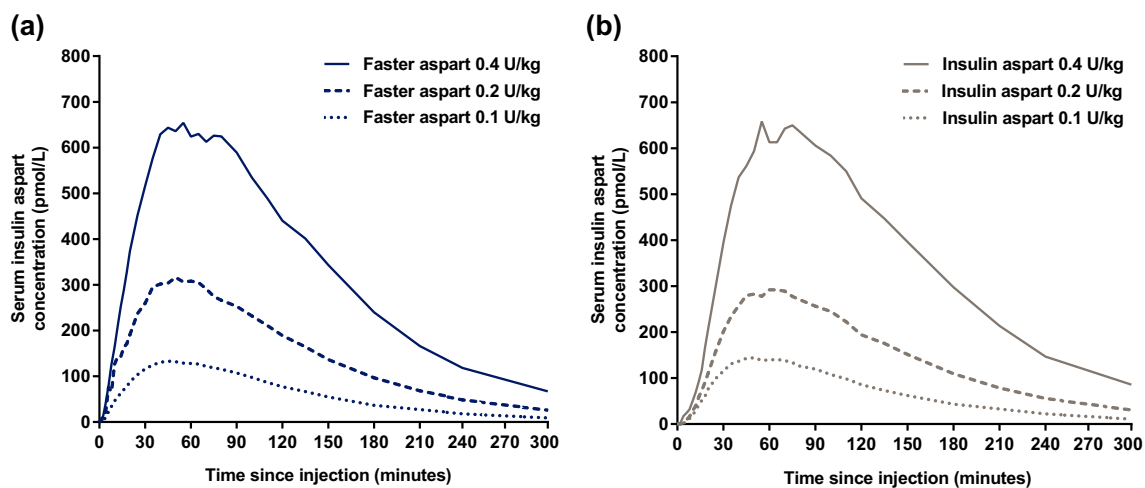 (a)
800
700
600
500
400
300
200
100
0
Serum insulin aspart
concentration (pmol/L)
Faster aspart 0.4 U/kg
Faster aspart 0.2 U/kg
Faster aspart 0.1 U/kg
0 30 60 90 120 150 180 210 240 270 300
Time since injection (minutes)
(b)
800
700
600
500
400
300
200
100
0
Serum insulin aspart
concentration (pmol/L)
Insulin aspart 0.4 U/kg
Insulin aspart 0.2 U/kg
Insulin aspart 0.1 U/kg
0 30 60 90 120 150 180 210 240 270 300
Time since injection (minutes)